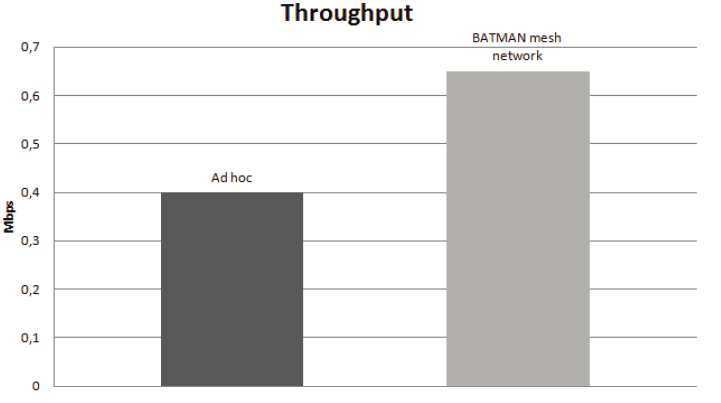 Throughput
BATMAN mesh
network
Ad hoc
Mbps
0,7
0,6
0,5
0,4
0,3
0,2
0,1
0